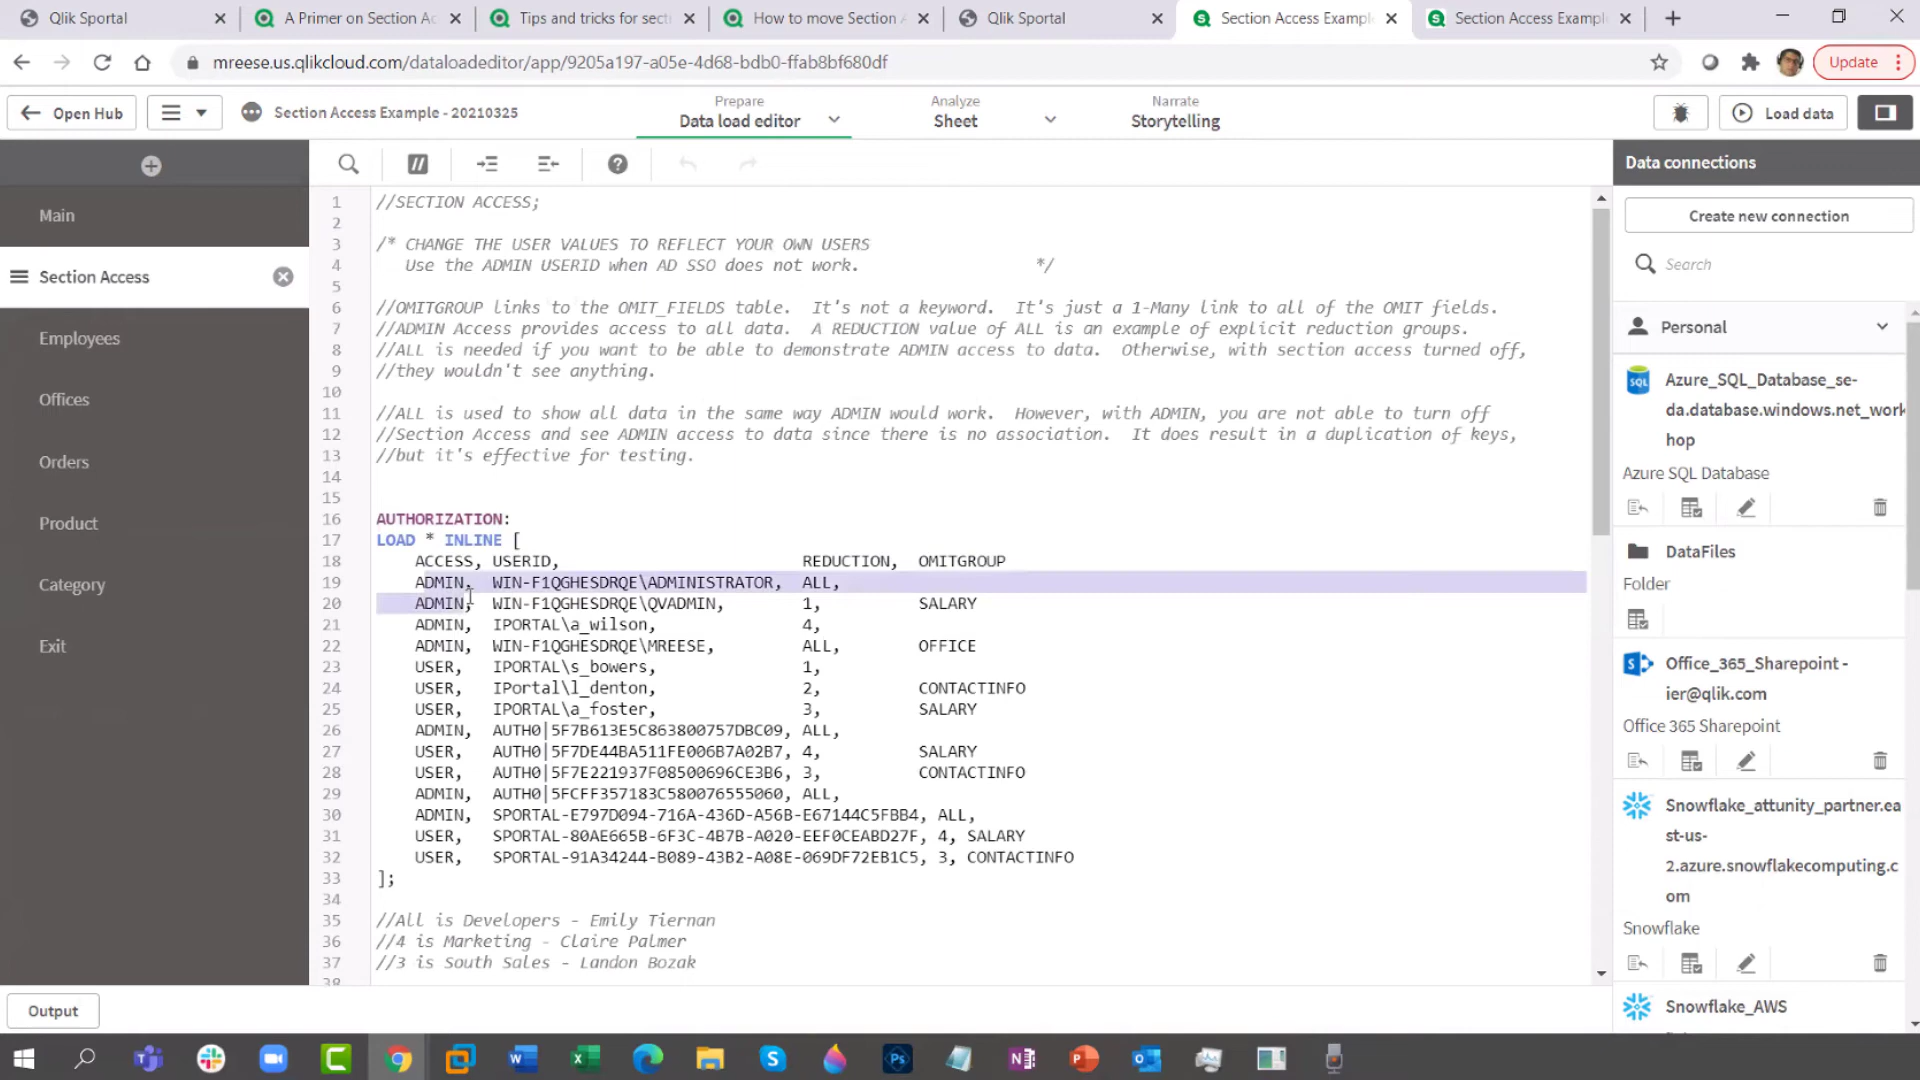 Qlik Sportal
A Primer on Section Ac
Tips and tricks for secti
How to move Section A
Qlik Sportal
Section Access Example
Section Access Example
mreese.us.qlikcloud.com/dataloadeditor/app/9205a197-a05e-4d68-bdb0-ffab8bf680df
Update
Open Hub
Section Access Example - 20210325
Prepare
Data load editor
Analyze
Sheet
Narrate
Storytelling
Load data
Main
Section Access
Employees
Offices
Orders
Product
Category
Exit
1 //SECTION ACCESS;
2
3 /* CHANGE THE USER VALUES TO REFLECT YOUR OWN USERS
4 Use the ADMIN USERID when AD SSO does not work. */
5
6 //OMITGROUP links to the OMIT_FIELDS table. It's not a keyword. It's just a 1-Many link to all of the OMIT fields.
7 //ADMIN Access provides access to all data. A REDUCTION value of ALL is an example of explicit reduction groups.
8 //ALL is needed if you want to be able to demonstrate ADMIN access to data. Otherwise, with section access turned off,
9 //they wouldn't see anything.
10
11 //ALL is used to show all data in the same way ADMIN would work. However, with ADMIN, you are not able to turn off
12 //Section Access and see ADMIN access to data since there is no association. It does result in a duplication of keys,
13 //but it's effective for testing.
14
15
16 AUTHORIZATION:
17 LOAD * INLINE [
18 ACCESS, USERID, REDUCTION, OMITGROUP
19 ADMIN, WIN-F1QGHESDRQE\ADMINISTRATOR, ALL,
20 ADMIN, WIN-F1QGHESDRQE\QVADMIN, 1, SALARY
21 ADMIN, IPORTAL\a_wilson, 4,
22 ADMIN, WIN-F1QGHESDRQE\MREESE, ALL, OFFICE
23 USER, IPORTAL\s_bowers, 1,
24 USER, IPortal\l_denton, 2, CONTACTINFO
25 USER, IPORTAL\a_foster, 3, SALARY
26 ADMIN, AUTH0|5F7B613E5C863800757DBC09, ALL,
27 USER, AUTH0|5F7DE44BA511FE006B7A02B7, 4, SALARY
28 USER, AUTH0|5F7E221937F08500696CE3B6, 3, CONTACTINFO
29 ADMIN, AUTH0|5FCFF357183C580076555060, ALL,
30 ADMIN, SPORTAL-E797D094-716A-436D-A56B-E67144C5FBB4, ALL,
31 USER, SPORTAL-80AE665B-6F3C-4B7B-A020-EEF0CEABD27F, 4, SALARY
32 USER, SPORTAL-91A34244-B089-43B2-A08E-069DF72EB1C5, 3, CONTACTINFO
33 ];
34
35 //All is Developers - Emily Tiernan
36 //4 is Marketing - Claire Palmer
37 //3 is South Sales - Landon Bozak
38
Output
Data connections
Create new connection
Search
Personal
SQL
Azure_SQL_Database_se-
da.database.windows.net_work
hop
Azure SQL Database
DataFiles
Folder
Office_365_Sharepoint -
ier@qlik.com
Office 365 Sharepoint
Snowflake_attunity_partner.ea
st-us-
2.azure.snowflakecomputing.c
om
Snowflake
Snowflake_AWS